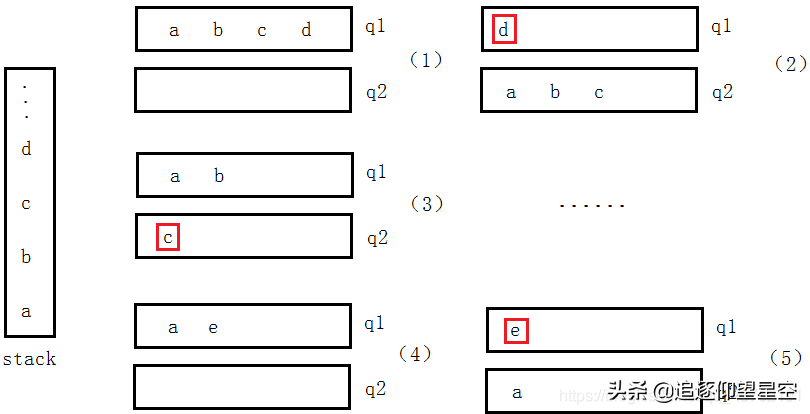 a b c d q1
(1)
q2
d q1
(2)
a b c q2
.
.
.
d
c
b
a
stack
a b q1
(3)
c q2
......
a e q1
(4)
q2
e q1
(5)
a
头条 @追逐仰望星空